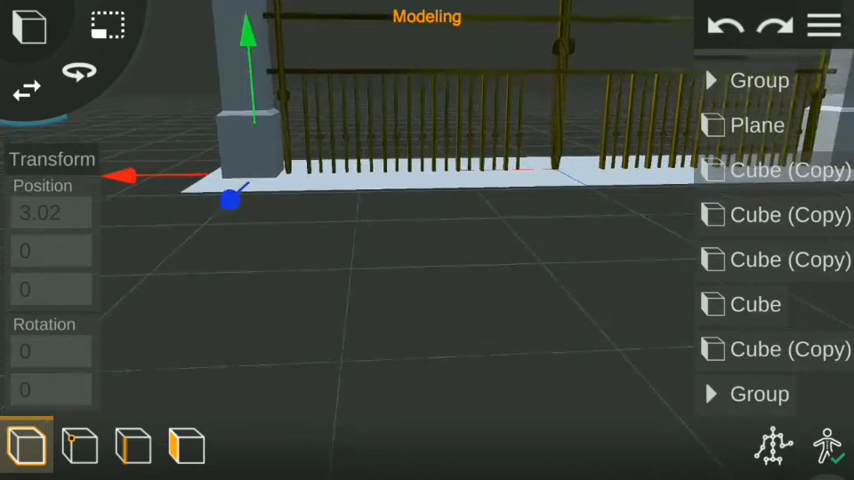 Modeling
Group
Plane
Cube (Copy)
Cube (Copy)
Cube (Copy)
Cube
Cube (Copy)
Group
Transform
Position
3.02
0
0
Rotation
0
0